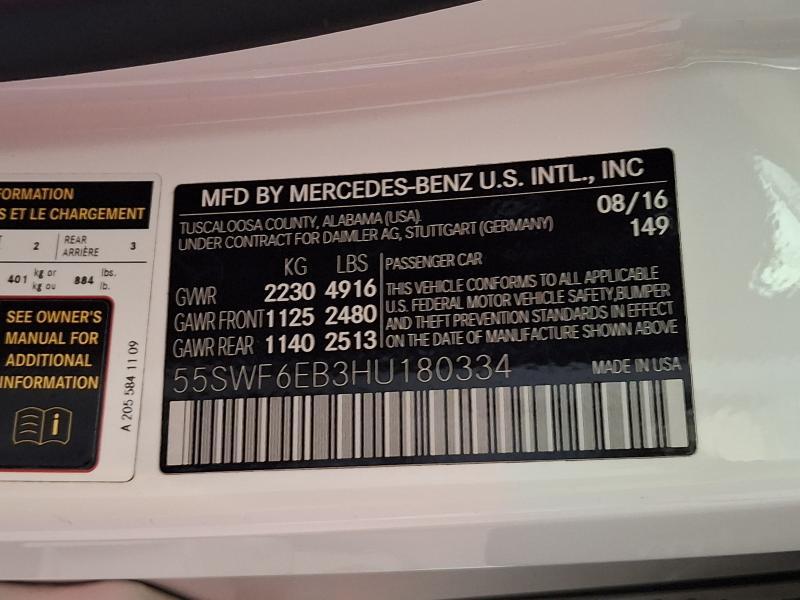 FORMATION
S ET LE CHARGEMENT
2 REAR ARRIÈRE 3
401 kg or kg ou 884 lbs. lb.
SEE OWNER'S
MANUAL FOR
ADDITIONAL
INFORMATION
A 205 584 11 09
MFD BY MERCEDES-BENZ U.S. INTL., INC
TUSCALOOSA COUNTY, ALABAMA (USA). 08/16
UNDER CONTRACT FOR DAIMLER AG, STUTTGART (GERMANY) 149
KG LBS PASSENGER CAR
GVWR 2230 4916 THIS VEHICLE CONFORMS TO ALL APPLICABLE
U.S. FEDERAL MOTOR VEHICLE SAFETY,BUMPER
GAWR FRONT 1125 2480 AND THEFT PREVENTION STANDARDS IN EFFECT
GAWR REAR 1140 2513 ON THE DATE OF MANUFACTURE SHOWN ABOVE
55SWF6EB3HU180334 MADE IN USA